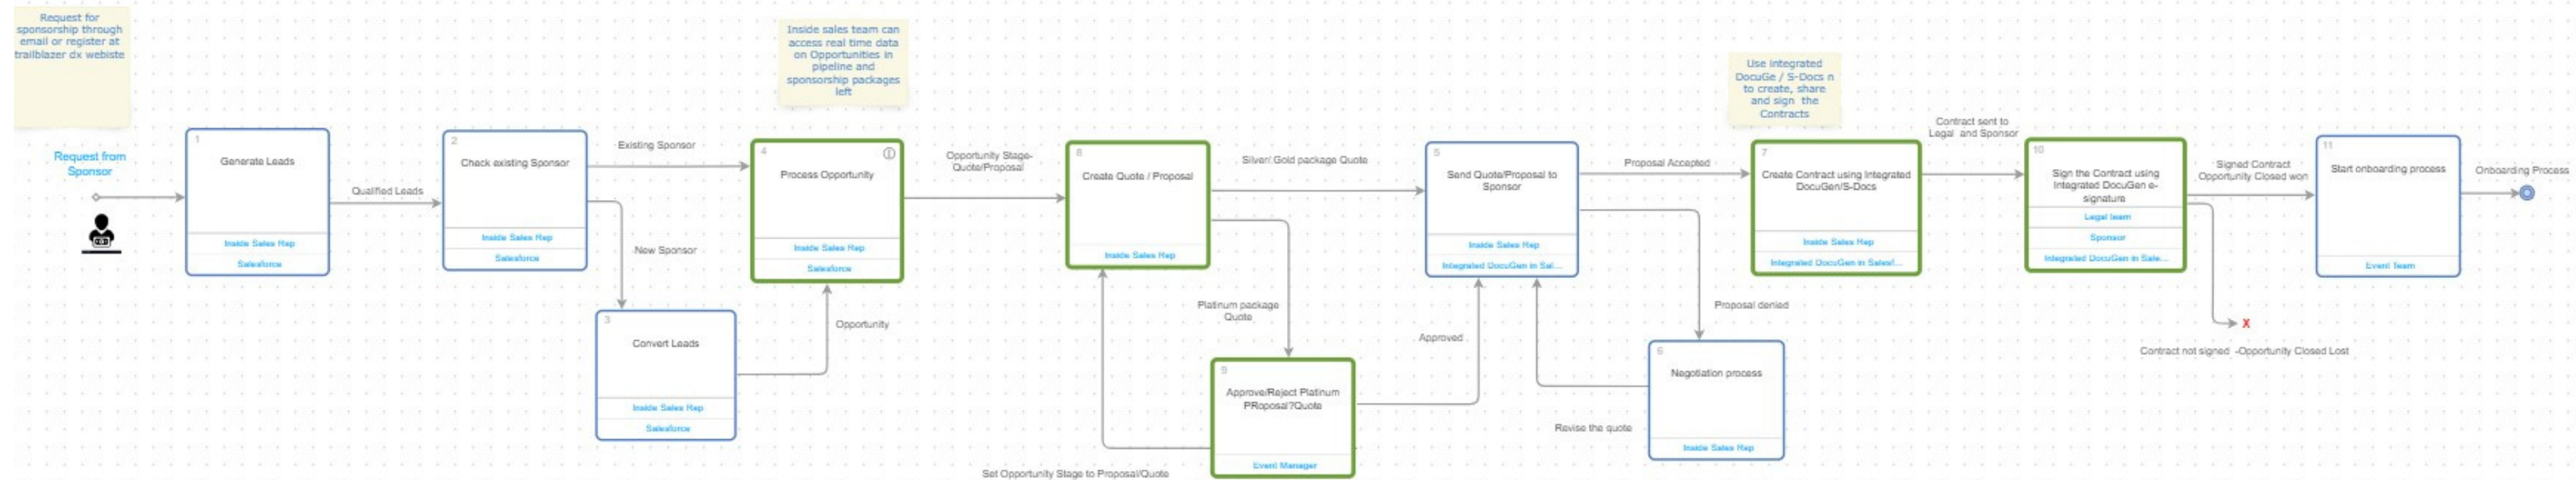 Request for
sponsorship through
email or register at
trailblazer dx webiste
Request from
Sponsor
1
Generate Leads
Inside Sales Rep
Salesforce
Qualified Leads
2
Check existing Sponsor
Inside Sales Rep
Salesforce
Existing Sponsor
New Sponsor
3
Convert Leads
Inside Sales Rep
Salesforce
Opportunity
Inside sales team can
access real time data
on Opportunities in
pipeline and
sponsorship packages
left
4
Process Opportunity
Inside Sales Rep
Salesforce
Opportunity Stage-
Quote/Proposal
8
Create Quote / Proposal
Inside Sales Rep
Silver/ Gold package Quote
Platinum package
Quote
9
Approve/Reject Platinum
PRoposal?Quote
Event Manager
Set Opportunity Stage to Proposal/Quote
Approved
5
Send Quote/Proposal to
Sponsor
Inside Sales Rep
Integrated DocuGen in Sal...
Proposal Accepted
Proposal denied
6
Negotiation process
Inside Sales Rep
Revise the quote
Use integrated
DocuGe / S-Docs n
to create, share
and sign the
Contracts
7
Create Contract using Integrated
DocuGen/S-Docs
Inside Sales Rep
Integrated DocuGen in Salesf...
Contract sent to
Legal and Sponsor
10
Sign the Contract using
Integrated DocuGen e-
signature
Legal team
Sponsor
Integrated DocuGen in Sale...
Signed Contract
Opportunity Closed won
X
Contract not signed -Opportunity Closed Lost
11
Start onboarding process
Event Team
Onboarding Process